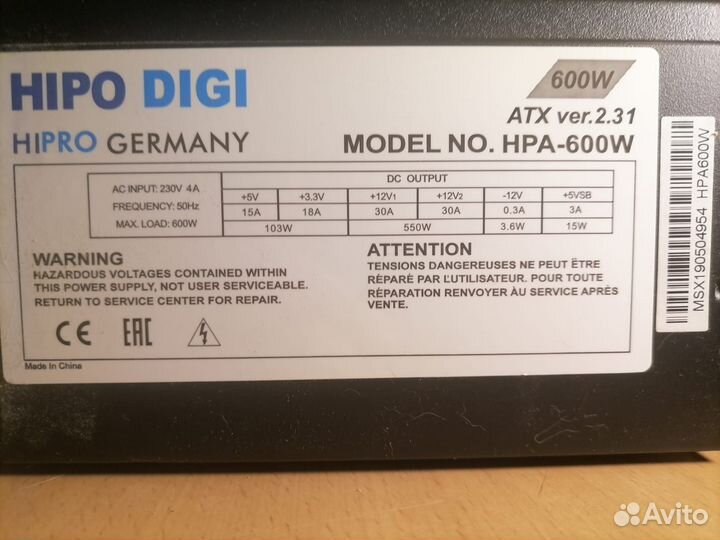 HIPO DIGI
HIPRO GERMANY
600W
ATX ver.2.31
MODEL NO. HPA-600W
AC INPUT: 230V 4A
FREQUENCY: 50Hz
MAX. LOAD: 600W
DC OUTPUT
+5V +3.3V +12V1 +12V2 -12V +5VSB
15A 18A 30A 30A 0.3A 3A
103W 550W 3.6W 15W
WARNING
HAZARDOUS VOLTAGES CONTAINED WITHIN
THIS POWER SUPPLY, NOT USER SERVICEABLE.
RETURN TO SERVICE CENTER FOR REPAIR.
ATTENTION
TENSIONS DANGEREUSES NE PEUT ÊTRE
RÉPARÉ PAR L'UTILISATEUR. POUR TOUTE
RÉPARATION RENVOYER AU SERVICE APRÉS
VENTE.
CE EAC
Made In China
MSX190504954 HPA600W
Avito